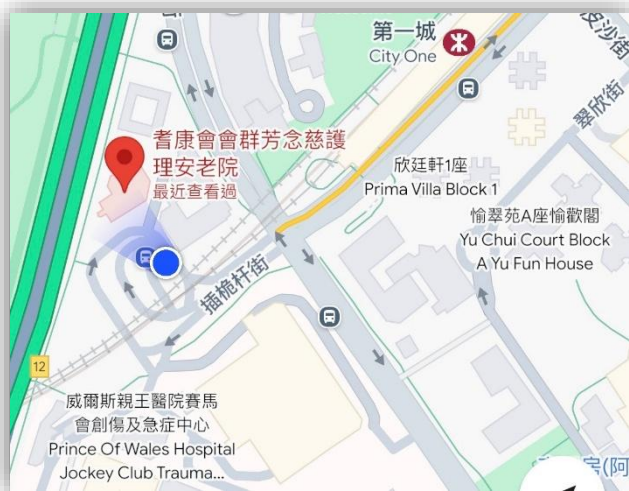 第一城
City One
耆康會會群芳念慈護
理安老院
最近查看過
欣廷軒1座
Prima Villa Block 1
翠欣街
愉翠苑A座愉歡閣
Yu Chui Court Block
A Yu Fun House
插桅杆街
12
威爾斯親王醫院賽馬
會創傷及急症中心
Prince Of Wales Hospital
Jockey Club Trauma...